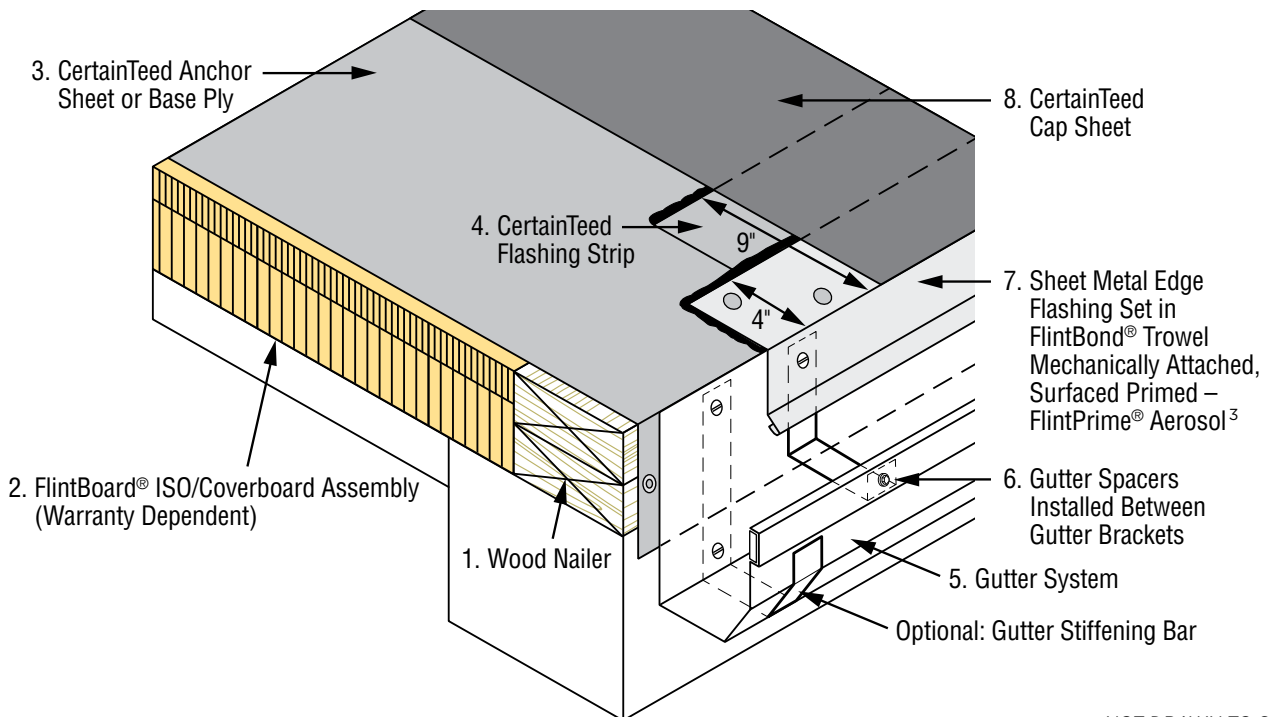 3. CertainTeed Anchor
Sheet or Base Ply
8. CertainTeed
Cap Sheet
4. CertainTeed
Flashing Strip
9"
4"
7. Sheet Metal Edge
Flashing Set in
FlintBond® Trowel
Mechanically Attached,
Surfaced Primed –
FlintPrime® Aerosol³
2. FlintBoard® ISO/Coverboard Assembly
(Warranty Dependent)
1. Wood Nailer
6. Gutter Spacers
Installed Between
Gutter Brackets
5. Gutter System
Optional: Gutter Stiffening Bar